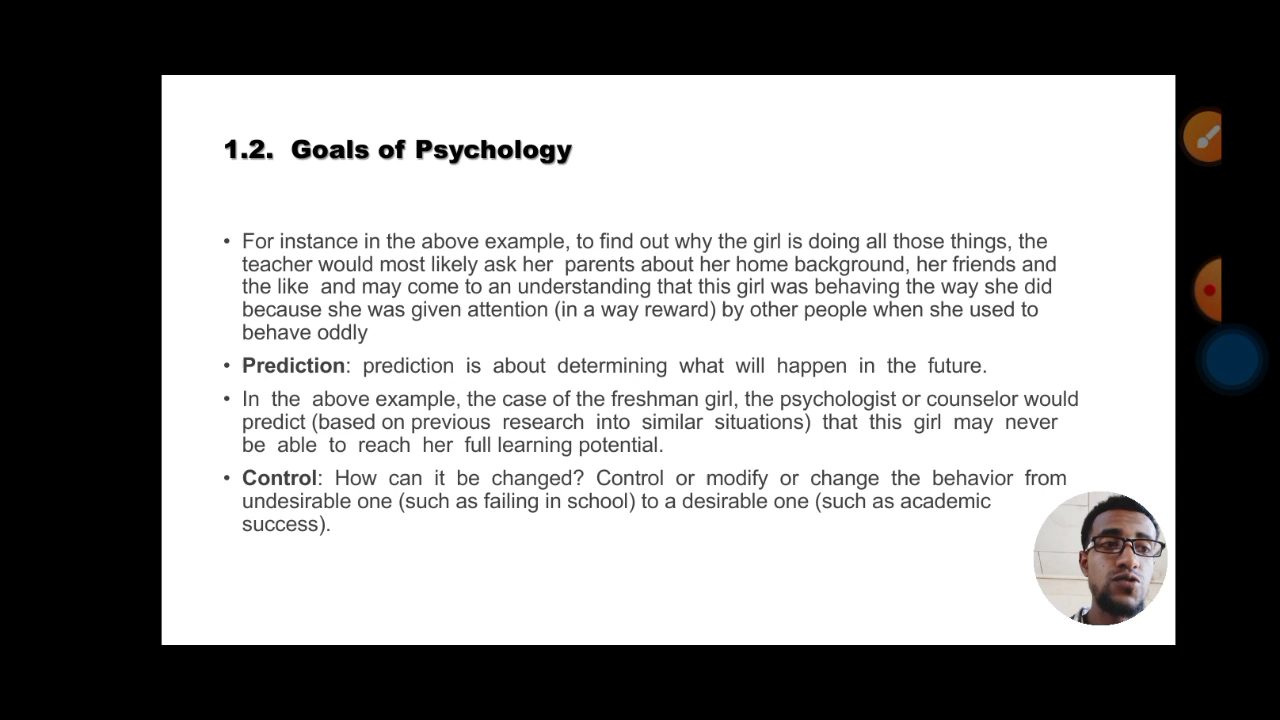 1.2. Goals of Psychology
• For instance in the above example, to find out why the girl is doing all those things, the
teacher would most likely ask her parents about her home background, her friends and
the like and may come to an understanding that this girl was behaving the way she did
because she was given attention (in a way reward) by other people when she used to
behave oddly
• Prediction: prediction is about determining what will happen in the future.
• In the above example, the case of the freshman girl, the psychologist or counselor would
predict (based on previous research into similar situations) that this girl may never
be able to reach her full learning potential.
• Control: How can it be changed? Control or modify or change the behavior from
undesirable one (such as failing in school) to a desirable one (such as academic
success).